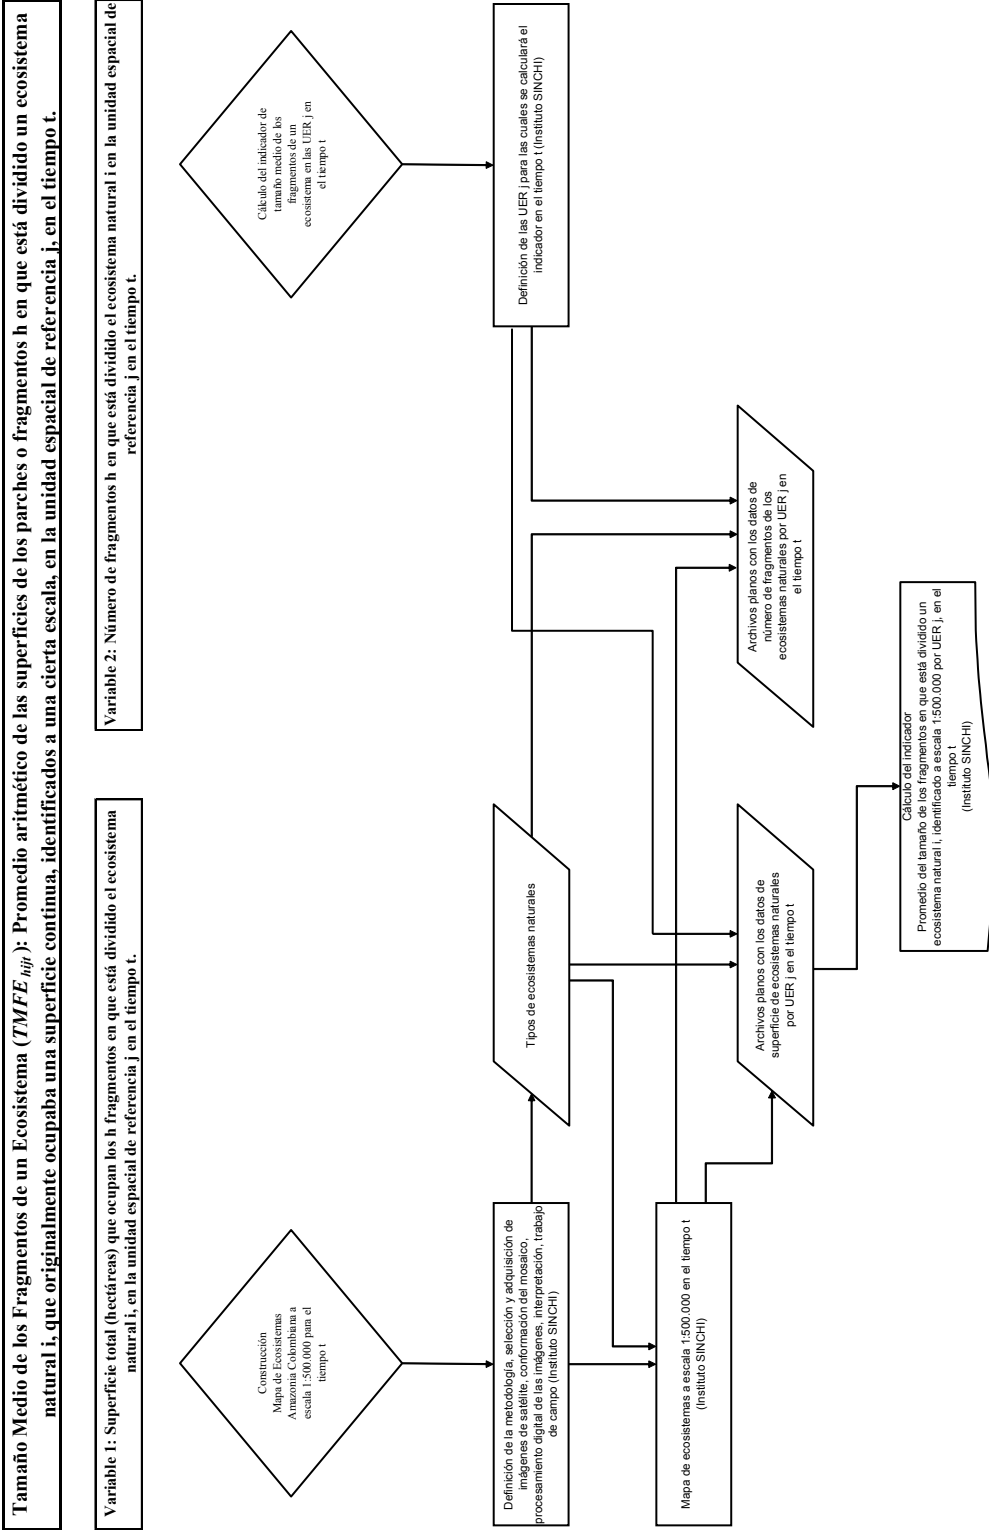 Tamaño Medio de los Fragmentos de un Ecosistema (TMFE hijt): Promedio aritmético de las superficies de los parches o fragmentos h en que está dividido un ecosistema
natural i, que originalmente ocupaba una superficie continua, identificados a una cierta escala, en la unidad espacial de referencia j, en el tiempo t.
Variable 1: Superficie total (hectáreas) que ocupan los h fragmentos en que está dividido el ecosistema
natural i, en la unidad espacial de referencia j en el tiempo t.
Variable 2: Número de fragmentos h en que está dividido el ecosistema natural i en la unidad espacial de
referencia j en el tiempo t.
Construcción
Mapa de Ecosistemas
Amazonia Colombiana a
escala 1:500.000 para el
tiempo t
Cálculo del indicador de
tamaño medio de los
fragmentos de un
ecosistema en las UER j en
el tiempo t
Definición de la metodología, selección y adquisición de
imágenes de satélite, conformación del mosaico,
procesamiento digital de las imágenes, interpretación, trabajo
de campo (Instituto SINCHI)
Tipos de ecosistemas naturales
Definición de las UER j para las cuales se calculará el
indicador en el tiempo t (Instituto SINCHI)
Mapa de ecosistemas a escala 1:500.000 en el tiempo t
(Instituto SINCHI)
Archivos planos con los datos de
superficie de ecosistemas naturales
por UER j en el tiempo t
Archivos planos con los datos de
número de fragmentos de los
ecosistemas naturales por UER j en
el tiempo t
Cálculo del indicador
Promedio del tamaño de los fragmentos en que está dividido un
ecosistema natural i, identificado a escala 1:500.000 por UER j, en el
tiempo t
(Instituto SINCHI)